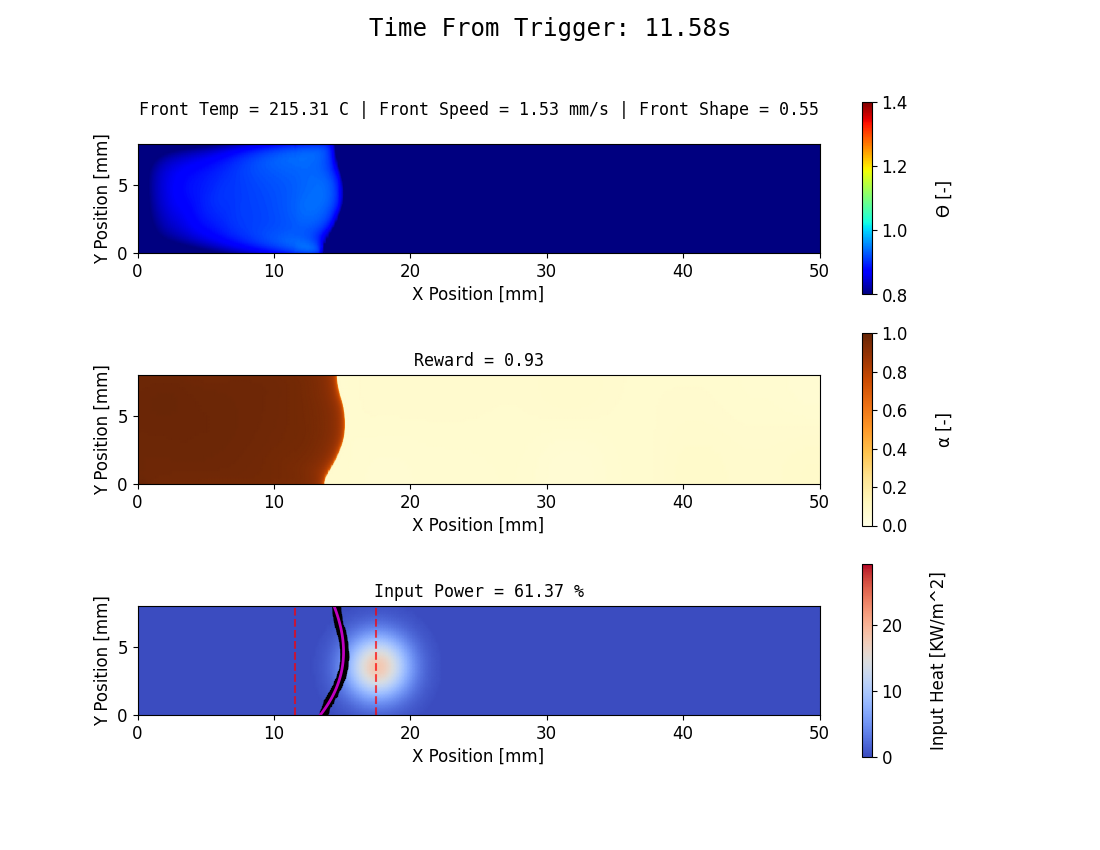 Time From Trigger: 11.58s
Front Temp = 215.31 C | Front Speed = 1.53 mm/s | Front Shape = 0.55
Y Position [mm]
5
0
0 10 20 30 40 50
X Position [mm]
1.4
1.2
1.0
0.8
Θ [-]
Reward = 0.93
Y Position [mm]
5
0
0 10 20 30 40 50
X Position [mm]
1.0
0.8
0.6
0.4
0.2
0.0
α [-]
Input Power = 61.37 %
Y Position [mm]
5
0
0 10 20 30 40 50
X Position [mm]
20
10
0
Input Heat [KW/m^2]